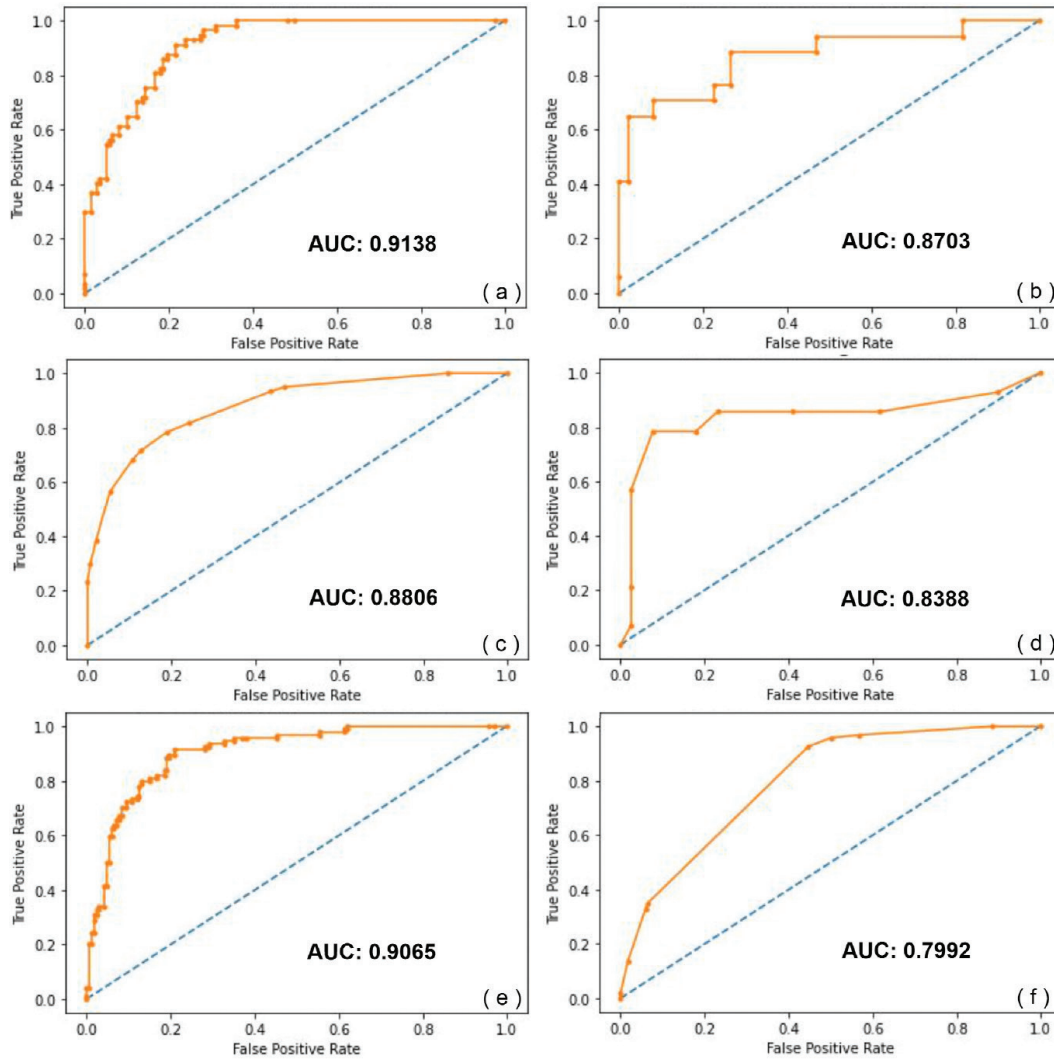 1.0
0.8
0.6
0.4
0.2
0.0
True Positive Rate
AUC: 0.9138
( a )
0.0 0.2 0.4 0.6 0.8 1.0
False Positive Rate
1.0
0.8
0.6
0.4
0.2
0.0
True Positive Rate
AUC: 0.8703
( b )
0.0 0.2 0.4 0.6 0.8 1.0
False Positive Rate
1.0
0.8
0.6
0.4
0.2
0.0
True Positive Rate
AUC: 0.8806
( c )
0.0 0.2 0.4 0.6 0.8 1.0
False Positive Rate
1.0
0.8
0.6
0.4
0.2
0.0
True Positive Rate
AUC: 0.8388
( d )
0.0 0.2 0.4 0.6 0.8 1.0
False Positive Rate
1.0
0.8
0.6
0.4
0.2
0.0
True Positive Rate
AUC: 0.9065
( e )
0.0 0.2 0.4 0.6 0.8 1.0
False Positive Rate
1.0
0.8
0.6
0.4
0.2
0.0
True Positive Rate
AUC: 0.7992
( f )
0.0 0.2 0.4 0.6 0.8 1.0
False Positive Rate